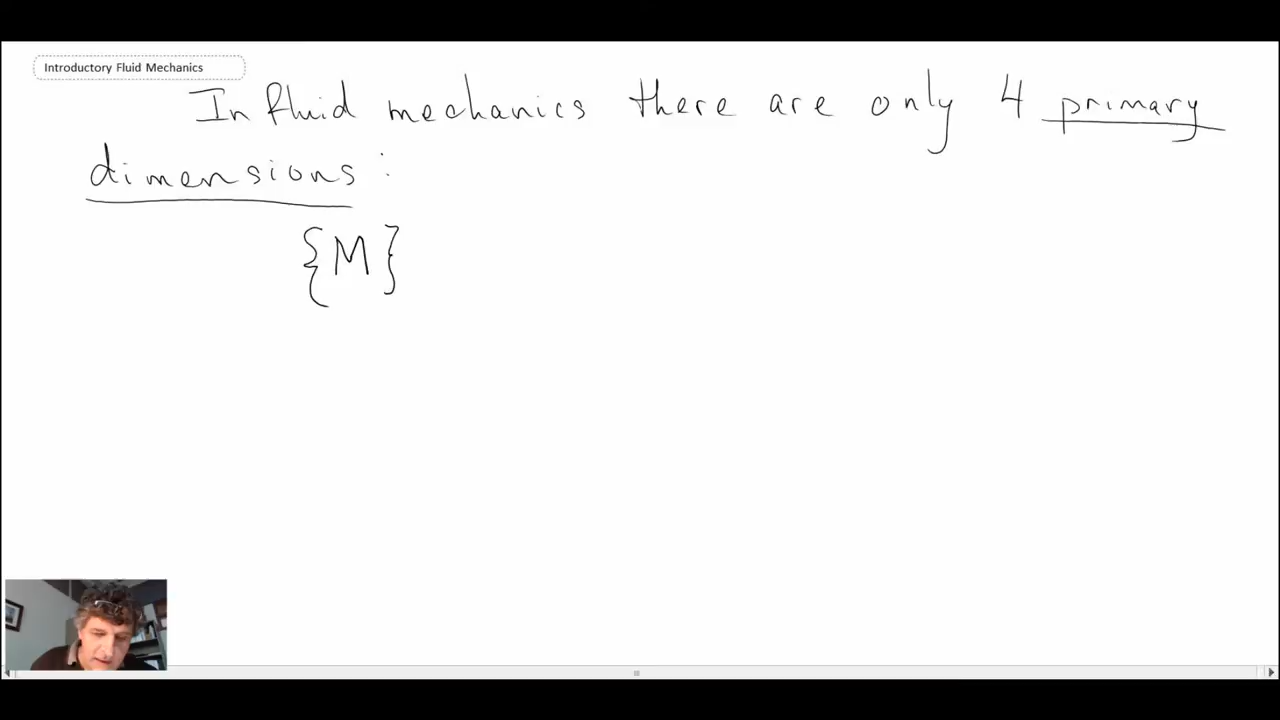 Introductory Fluid Mechanics
In fluid mechanics there are only 4 primary
dimensions:
{M}